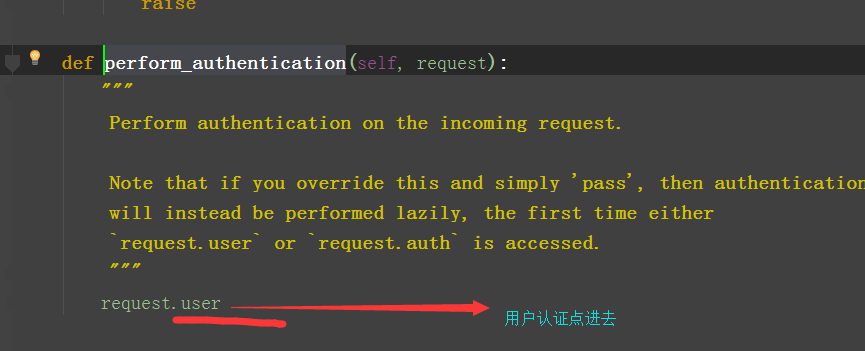 raise
def perform_authentication(self, request):
"""
Perform authentication on the incoming request.
Note that if you override this and simply 'pass', then authentication
will instead be performed lazily, the first time either
`request.user` or `request.auth` is accessed.
"""
request.user
用户认证点进去